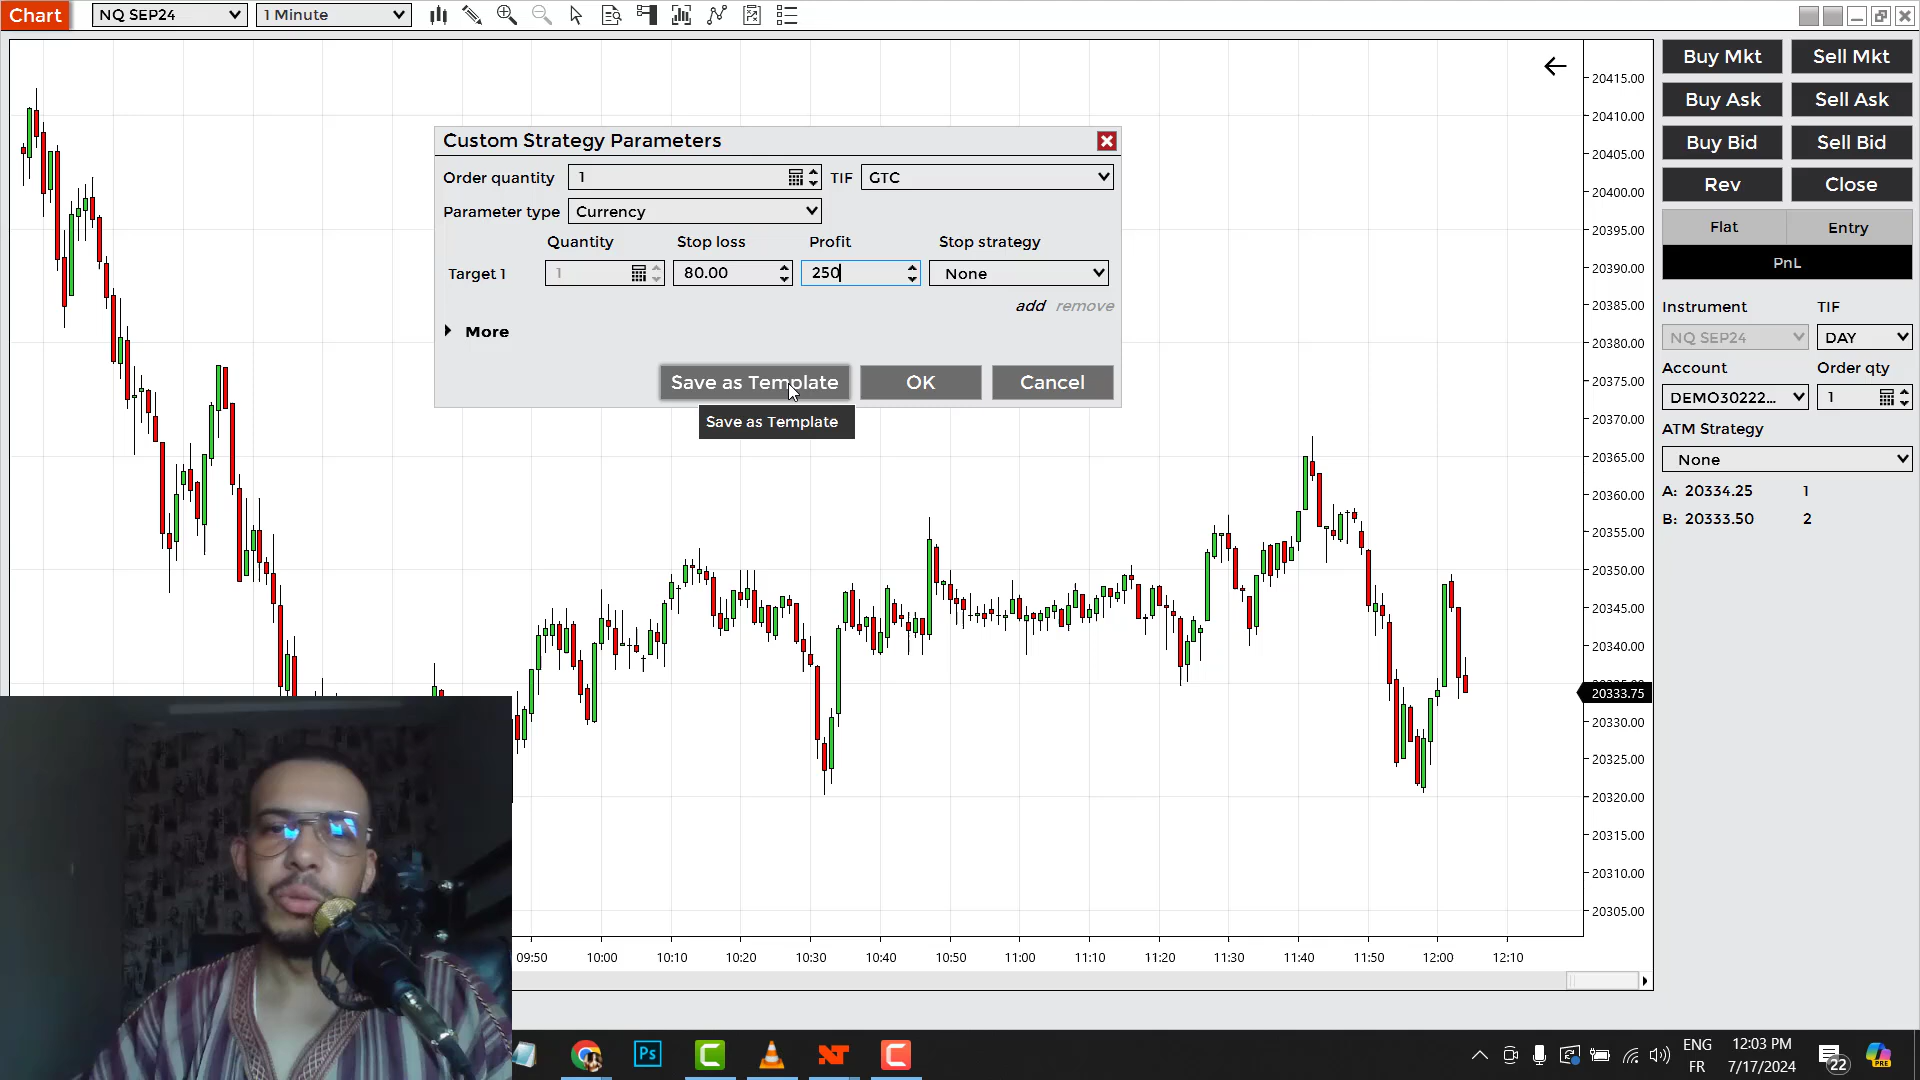 Chart NQ SEP24 1 Minute
Custom Strategy Parameters
Order quantity 1 TIF GTC
Parameter type Currency
Quantity Stop loss Profit Stop strategy
Target 1 1 80.00 250 None
add remove
More
Save as Template OK Cancel
Save as Template
20415.00
20410.00
20405.00
20400.00
20395.00
20390.00
20385.00
20380.00
20375.00
20370.00
20365.00
20360.00
20355.00
20350.00
20345.00
20340.00
20333.75
20330.00
20325.00
20320.00
20315.00
20310.00
20305.00
09:50 10:00 10:10 10:20 10:30 10:40 10:50 11:00 11:10 11:20 11:30 11:40 11:50 12:00 12:10
Buy Mkt Sell Mkt
Buy Ask Sell Ask
Buy Bid Sell Bid
Rev Close
Flat Entry
PnL
Instrument TIF
NQ SEP24 DAY
Account Order qty
DEMO30222... 1
ATM Strategy
None
A: 20334.25 1
B: 20333.50 2
Ps
ENG
FR
12:03 PM
7/17/2024
22
PRE